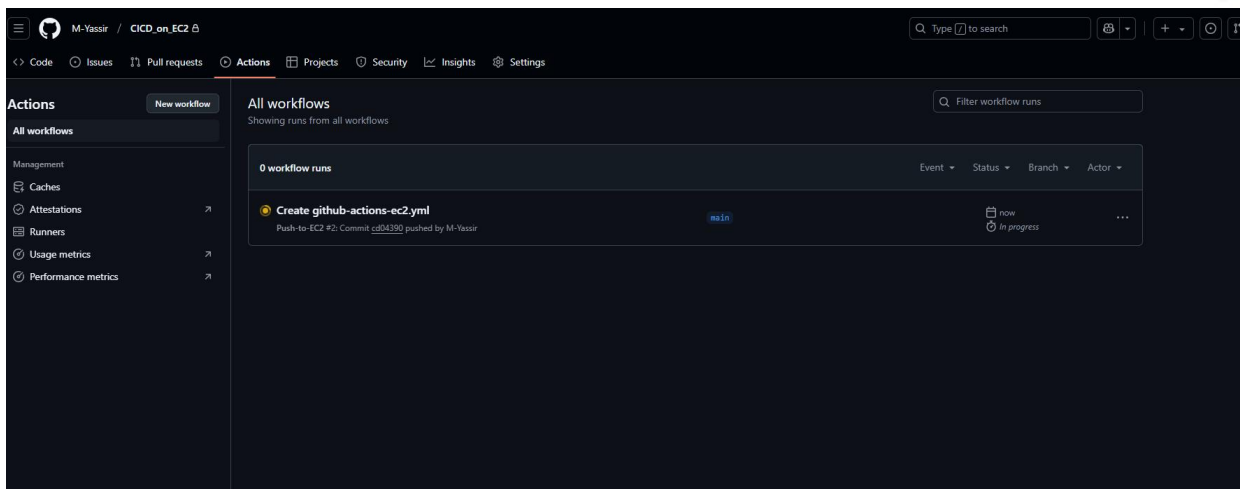 M-Yassir / CICD_on_EC2
Type / to search
Code Issues Pull requests Actions Projects Security Insights Settings
Actions
New workflow
All workflows
Management
Caches
Attestations
Runners
Usage metrics
Performance metrics
All workflows
Showing runs from all workflows
Filter workflow runs
0 workflow runs
Event Status Branch Actor
Create github-actions-ec2.yml
Push-to-EC2 #2: Commit cd04390 pushed by M-Yassir
main
now
In progress